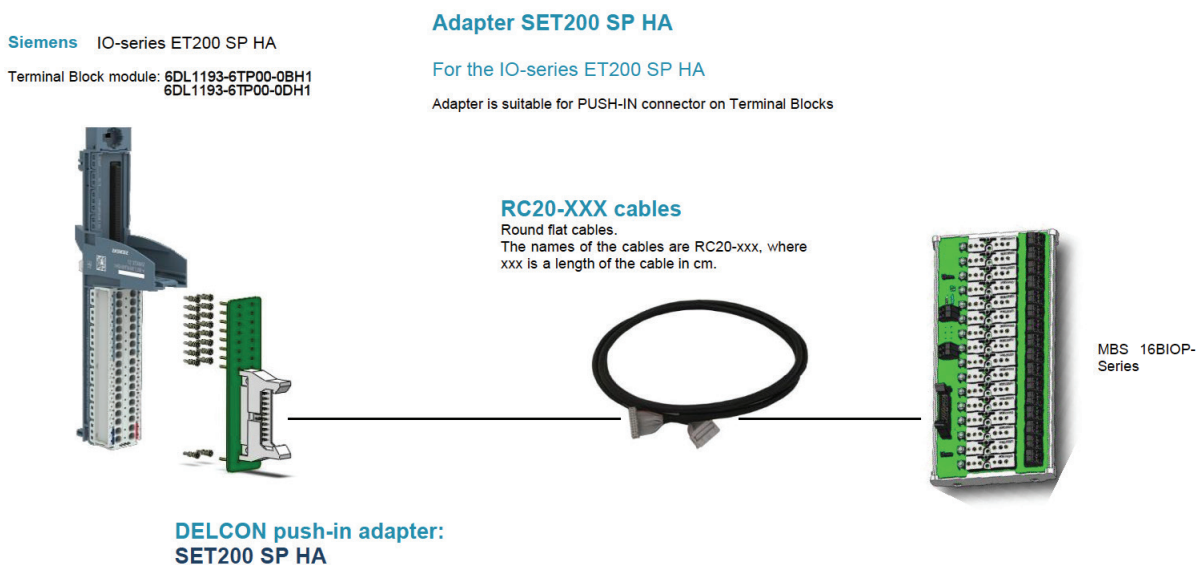 Siemens IO-series ET200 SP HA
Terminal Block module: 6DL1193-6TP00-0BH1
6DL1193-6TP00-0DH1
Adapter SET200 SP HA
For the IO-series ET200 SP HA
Adapter is suitable for PUSH-IN connector on Terminal Blocks
RC20-XXX cables
Round flat cables.
The names of the cables are RC20-xxx, where
xxx is a length of the cable in cm.
MBS 16BIOP-
Series
DELCON push-in adapter:
SET200 SP HA